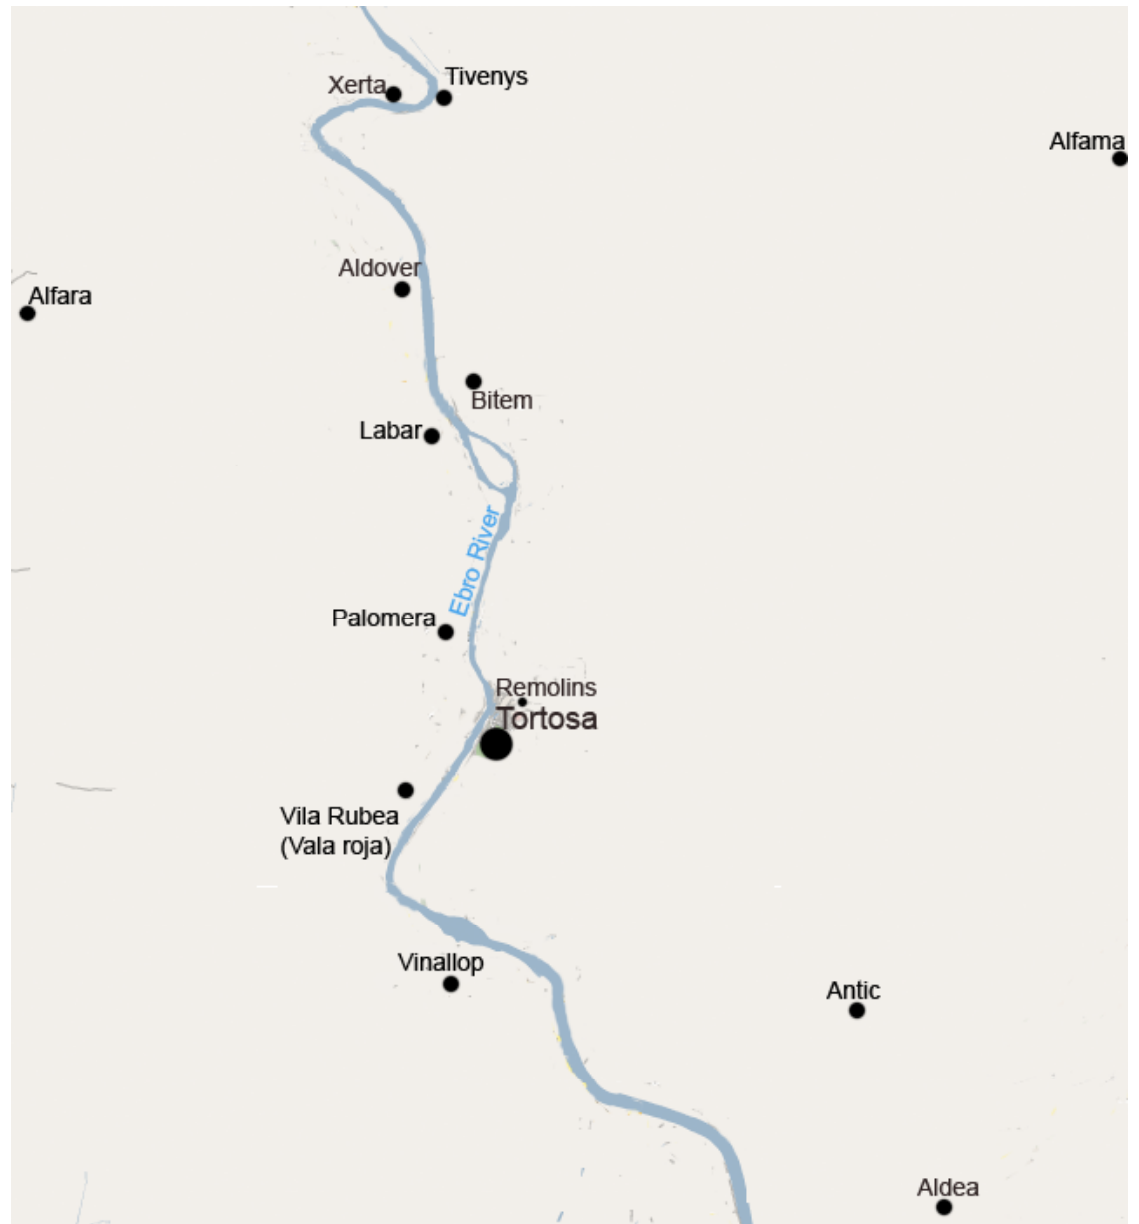 Tivenys
Xerta
Alfama
Aldover
Alfara
Bitem
Labar
Ebro River
Palomera
Remolins
Tortosa
Vila Rubea
(Vala roja)
Vinallop
Antic
Aldea